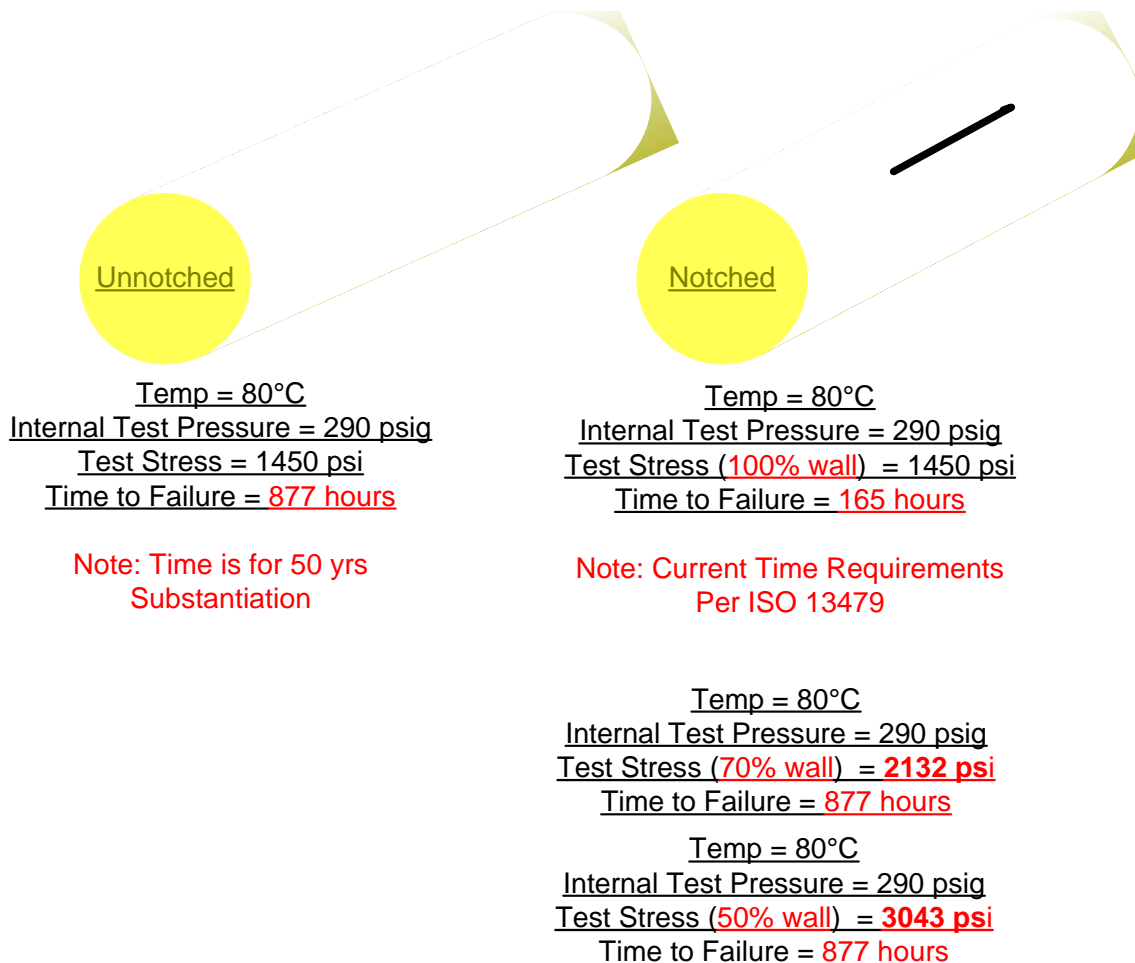 Unnotched
Temp = 80°C
Internal Test Pressure = 290 psig
Test Stress = 1450 psi
Time to Failure = 877 hours
Note: Time is for 50 yrs
Substantiation
Notched
Temp = 80°C
Internal Test Pressure = 290 psig
Test Stress (100% wall)  = 1450 psi
Time to Failure = 165 hours
Note: Current Time Requirements
Per ISO 13479
Temp = 80°C
Internal Test Pressure = 290 psig
Test Stress (70% wall)  = 2132 psi
Time to Failure = 877 hours
Temp = 80°C
Internal Test Pressure = 290 psig
Test Stress (50% wall)  = 3043 psi
Time to Failure = 877 hours